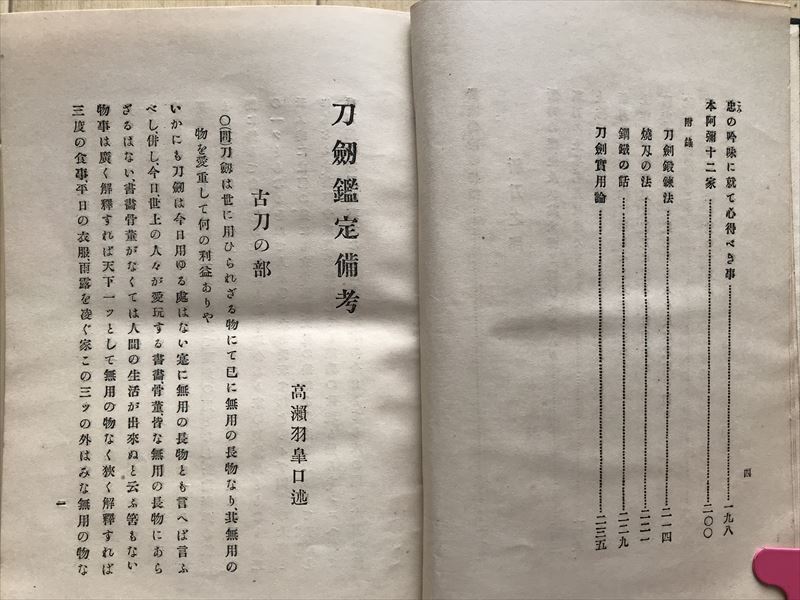 忠の吟味に就て心得べき事……一九八
本阿彌十二家……二〇〇
附錄
刀劍鍛鍊法……二一四
燒刃の法……二二一
鋼鐵の話……二二九
刀劍實用論……二三五
四
刀劒鑑定備考
高瀨羽皐口述
古刀の部
〇(問)刀劒は世に用ひられざる物にて已に無用の長物なり、其無用の
物を愛重して何の利益ありや
いかにも刀劒は今日用ゆる處はない寔に無用の長物とも言へば言ふ
べし併し、今日世上の人々が愛玩する書畵、骨董、皆な無用の長物にあら
ざるはない、書畵骨董がなくては人間の生活が出來ぬと云ふ筈もない
物事は廣く解釋すれば天下一ッとして無用の物なく狹く解釋すれば
三度の食事、平日の衣服、雨露を凌ぐ家この三ッの外はみな無用の物な
一